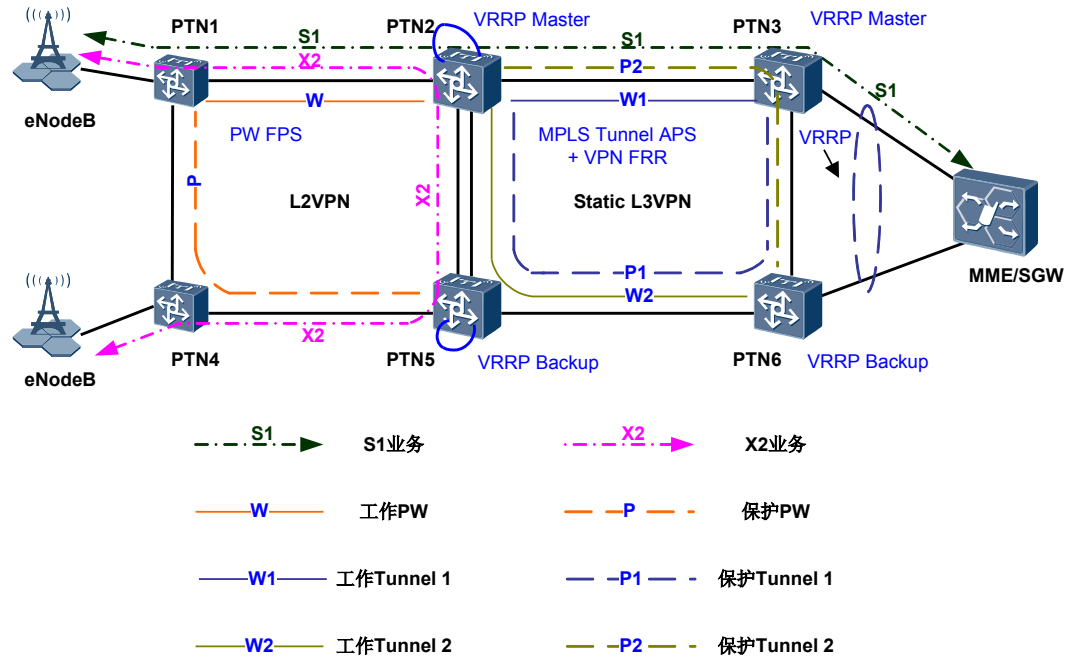 PTN1
PTN2
VRRP Master
PTN3
VRRP Master
S1
S1
X2
P2
S1
W
W1
eNodeB
PW FPS
MPLS Tunnel APS
+ VPN FRR
VRRP
P
L2VPN
X2
Static L3VPN
MME/SGW
P1
W2
X2
PTN4
PTN5
VRRP Backup
PTN6
VRRP Backup
eNodeB
S1
S1业务
X2
X2业务
W
工作PW
P
保护PW
W1
工作Tunnel 1
P1
保护Tunnel 1
W2
工作Tunnel 2
P2
保护Tunnel 2